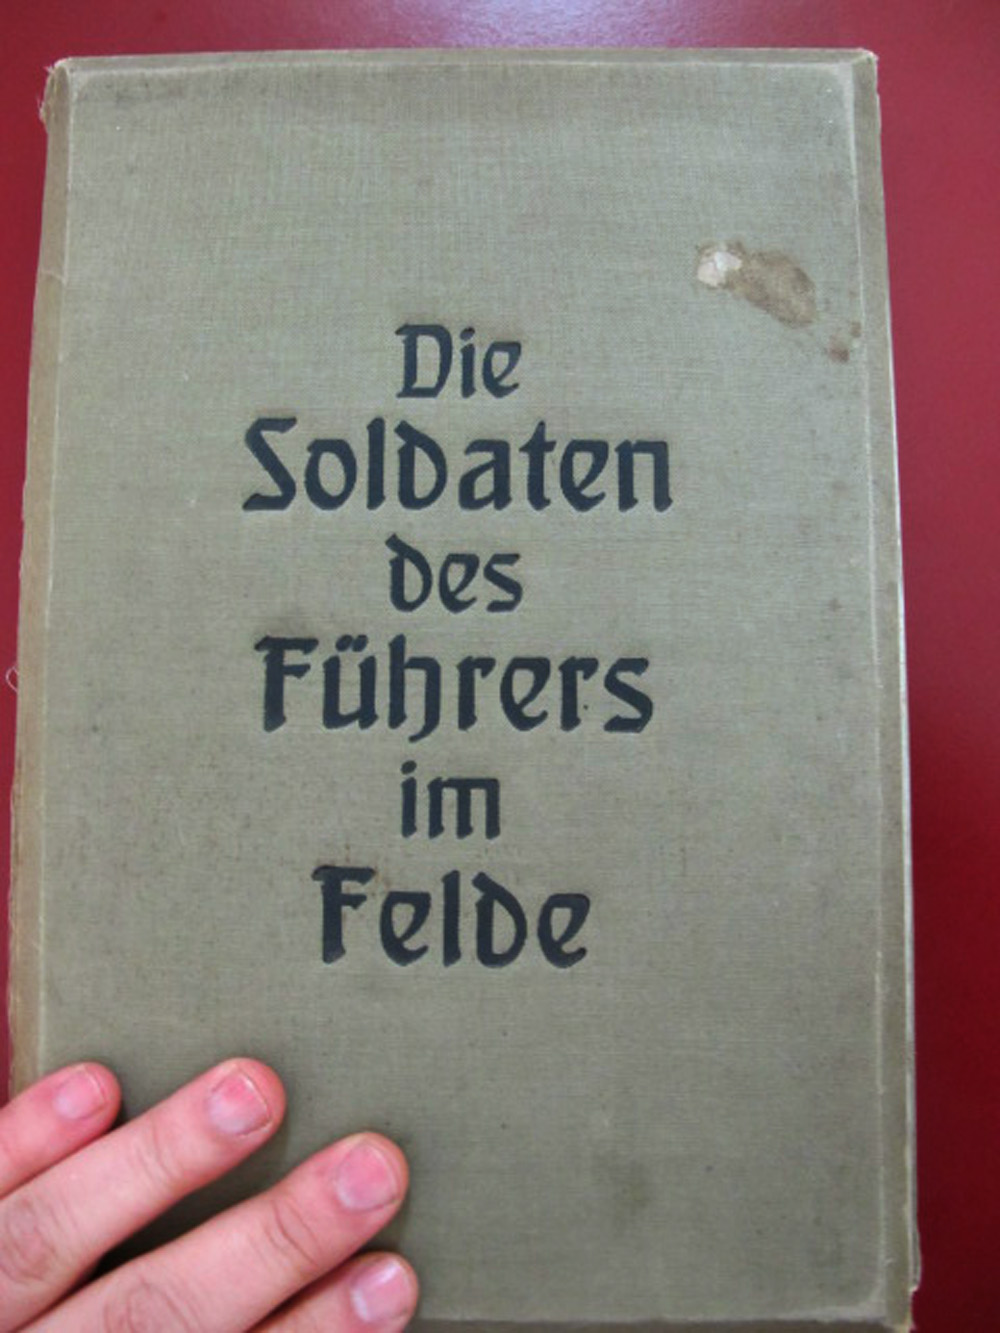 Die
Soldaten
des
Führers
im
Felde